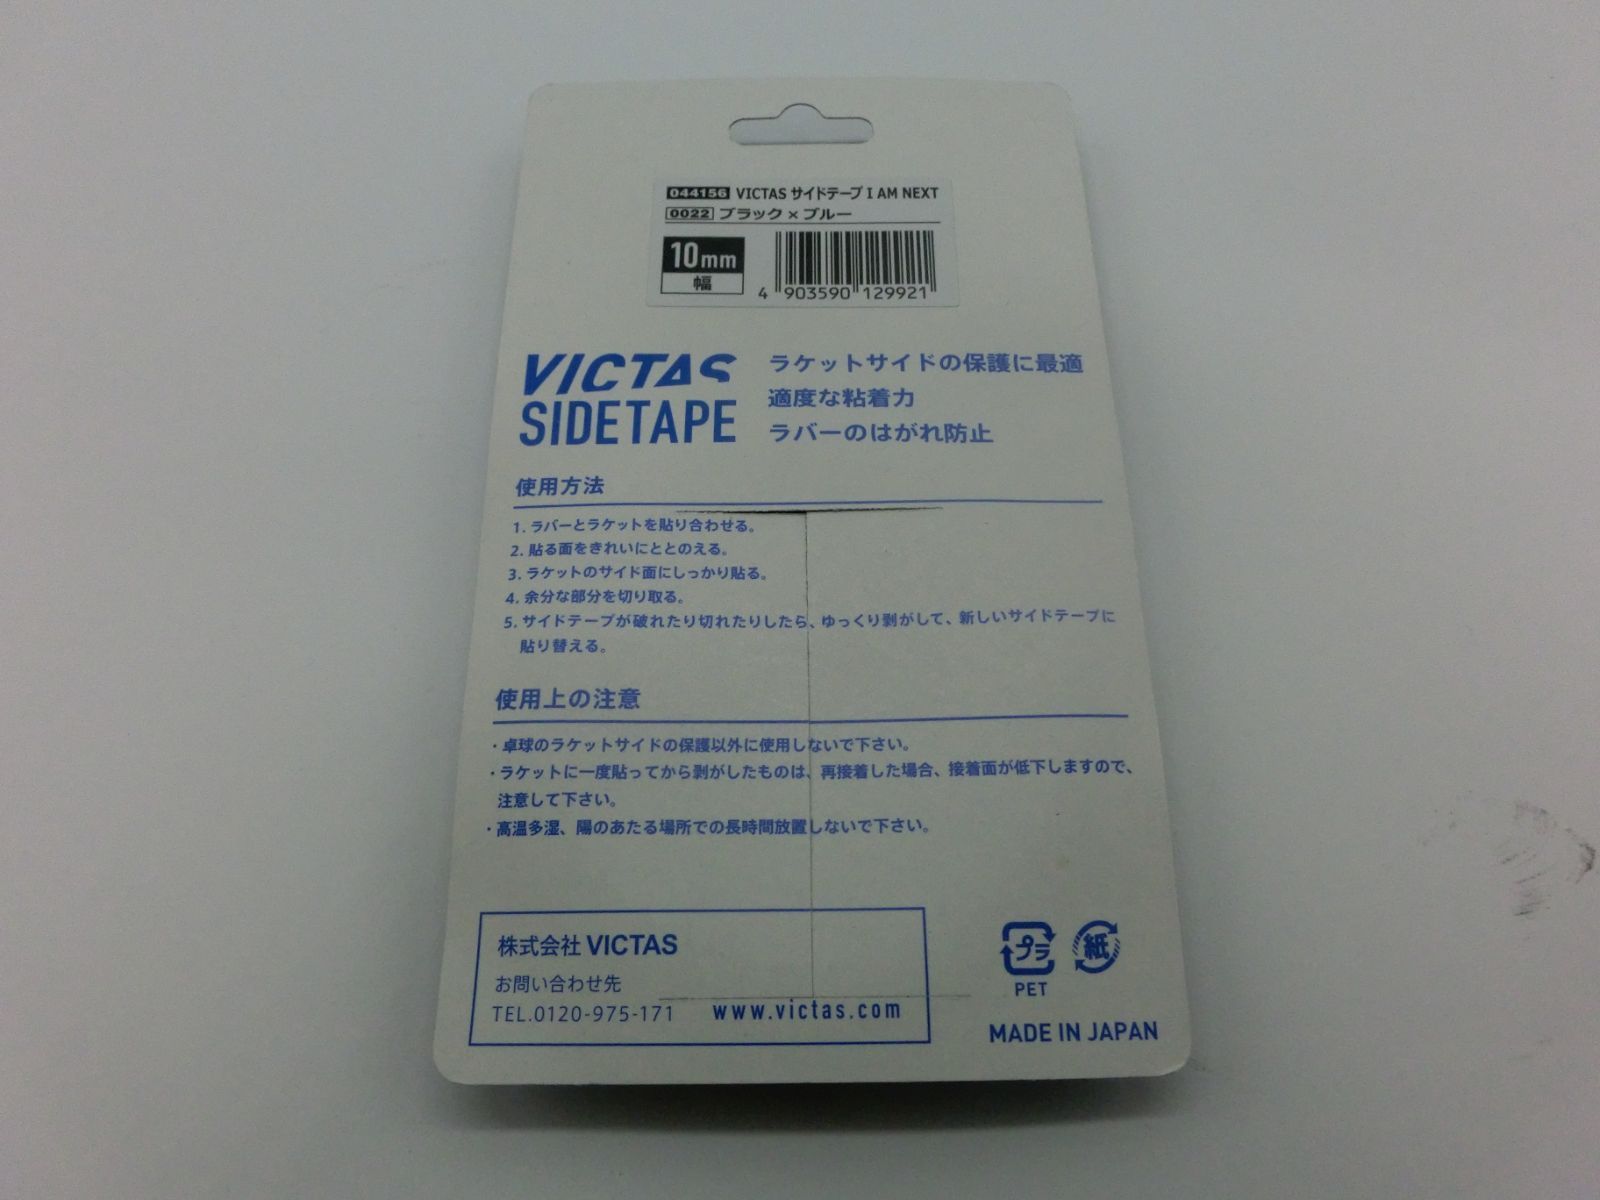 044156 VICTAS サイドテープ I AM NEXT
0022 ブラック×ブルー
10mm
幅
4 903590 129921
VICTAS
SIDETAPE
ラケットサイドの保護に最適
適度な粘着力
ラバーのはがれ防止
使用方法
1. ラバーとラケットを貼り合わせる。
2. 貼る面をきれいにととのえる。
3. ラケットのサイド面にしっかり貼る。
4. 余分な部分を切り取る。
5. サイドテープが破れたり切れたりしたら、ゆっくり剥がして、新しいサイドテープに
貼り替える。
使用上の注意
・卓球のラケットサイドの保護以外に使用しないで下さい。
・ラケットに一度貼ってから剥がしたものは、再接着した場合、接着面が低下しますので、
注意して下さい。
・高温多湿、陽のあたる場所での長時間放置しないで下さい。
株式会社 VICTAS
お問い合わせ先
TEL.0120-975-171 www.victas.com
プラ 紙
PET
MADE IN JAPAN